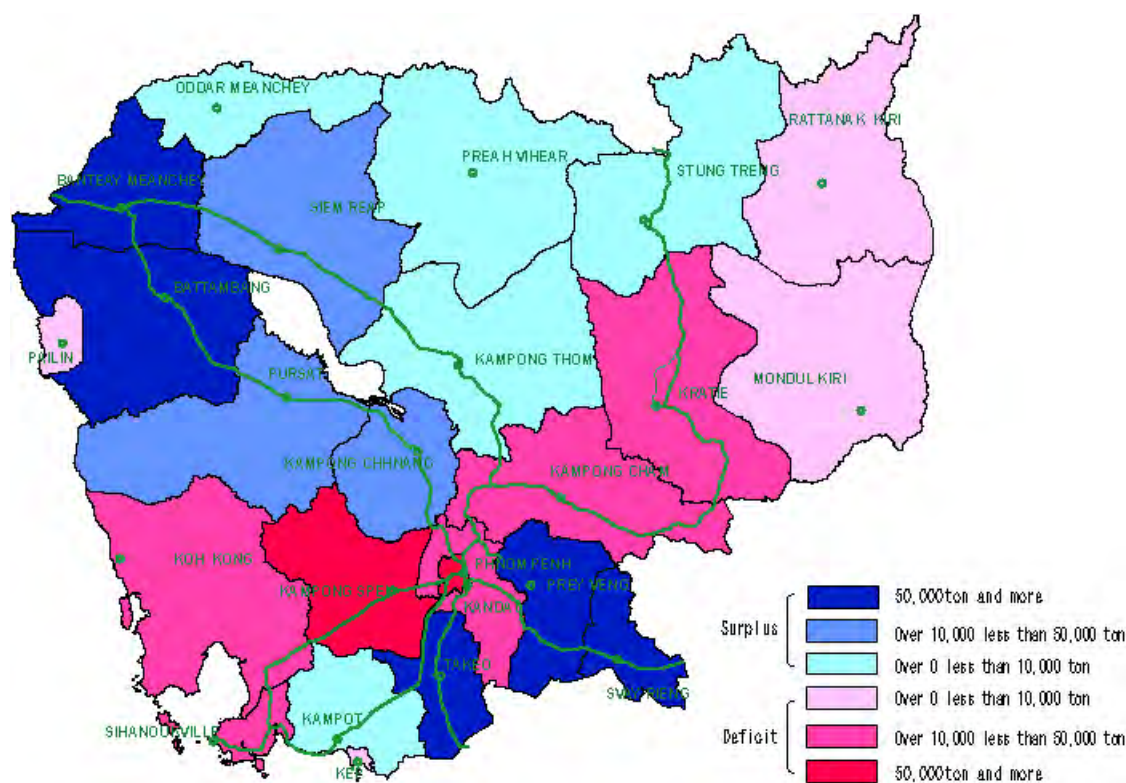 ODDAR MEANCHEY
RATTANAK KIRI
PREAH VIHEAR
STUNG TRENG
BANTEAY MEANCHEY
SIEM REAP
BATTAMBANG
PAILIN
PURSAT
KAMPONG THOM
MONDUL KIRI
KRATIE
KAMPONG CHHNANG
KAMPONG CHAM
KOH KONG
PHNOM PENH
KAMPONG SPEU
PREY VENG
KANDAL
TAKEO
SVAY RIENG
SIHANOUKVILLE
KAMPOT
KEP
Surplus
50,000ton and more
Over 10,000 less than 50,000 ton
Over 0 less than 10,000 ton
Deficit
Over 0 less than 10,000 ton
Over 10,000 less than 50,000 ton
50,000ton and more